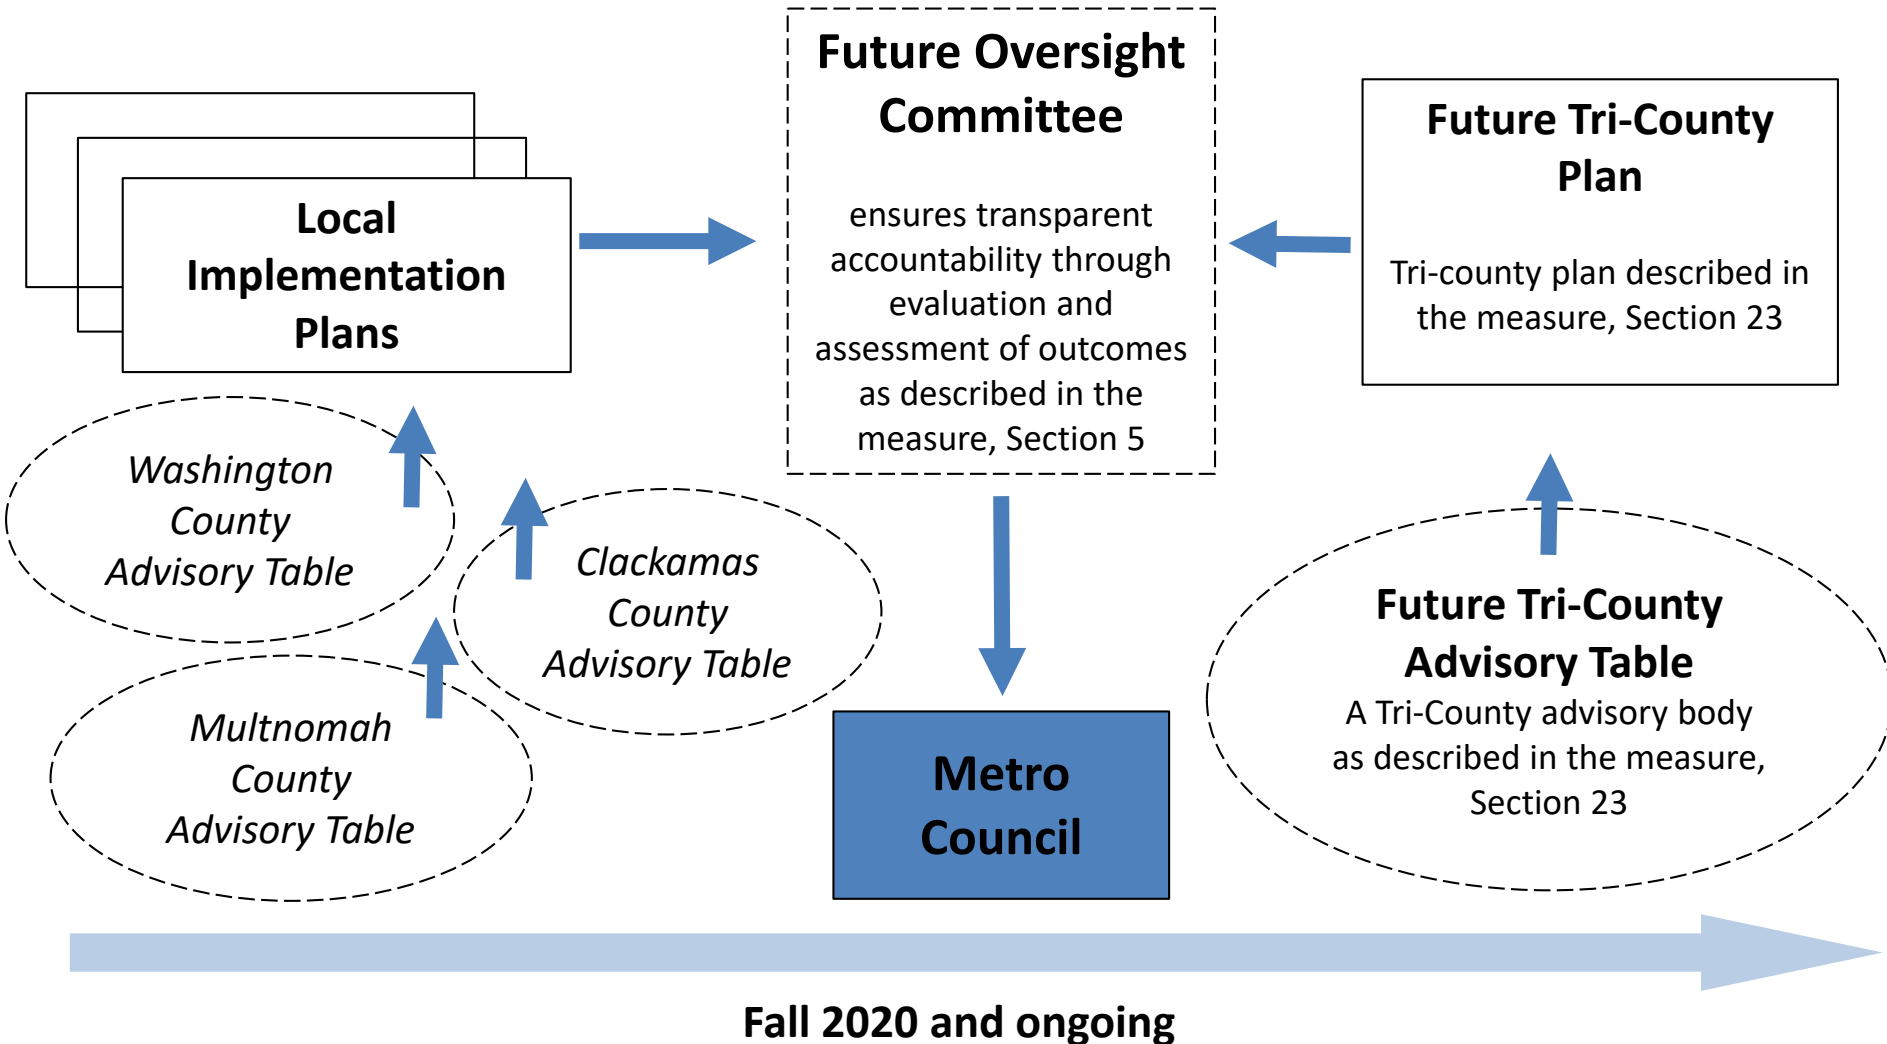 Future Oversight
Committee
ensures transparent
accountability through
evaluation and
assessment of outcomes
as described in the
measure, Section 5
Local
Implementation
Plans
Future Tri-County
Plan
Tri-county plan described in
the measure, Section 23
Washington
County
Advisory Table
Clackamas
County
Advisory Table
Multnomah
County
Advisory Table
Metro
Council
Future Tri-County
Advisory Table
A Tri-County advisory body
as described in the measure,
Section 23
Fall 2020 and ongoing